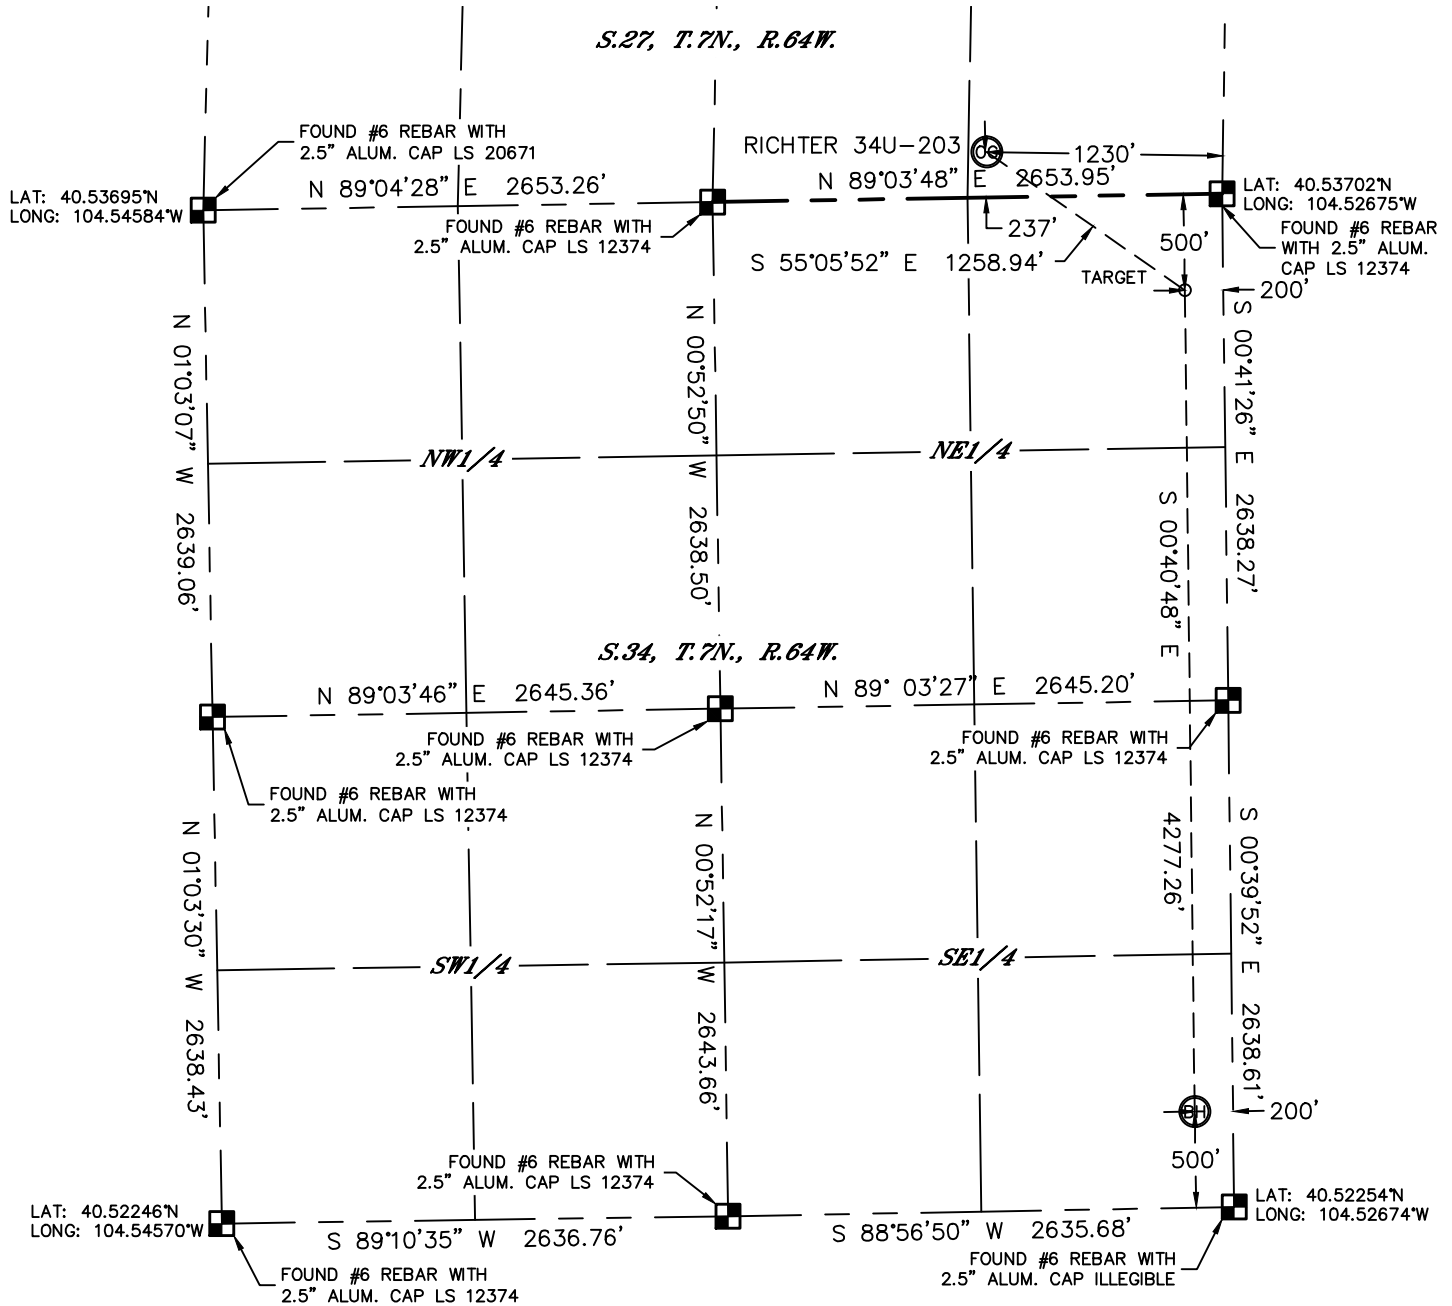 S.27, T.7N., R.64W.
FOUND #6 REBAR WITH
2.5" ALUM. CAP LS 20671
RICHTER 34U-203
1230'
LAT: 40.53695°N
LONG: 104.54584°W
N 89°04'28" E 2653.26'
N 89°03'48" E 2653.95'
LAT: 40.53702°N
LONG: 104.52675°W
FOUND #6 REBAR WITH
2.5" ALUM. CAP LS 12374
237'
500'
FOUND #6 REBAR
WITH 2.5" ALUM.
CAP LS 12374
S 55°05'52" E 1258.94'
TARGET
200'
N 01°03'07" W 2639.06'
N 00°52'50" W 2638.50'
S 00°41'26" E 2638.27'
NW1/4
NE1/4
S 00°40'48" E
4277.26'
S.34, T.7N., R.64W.
N 89°03'46" E 2645.36'
N 89° 03'27" E 2645.20'
FOUND #6 REBAR WITH
2.5" ALUM. CAP LS 12374
FOUND #6 REBAR WITH
2.5" ALUM. CAP LS 12374
FOUND #6 REBAR WITH
2.5" ALUM. CAP LS 12374
N 01°03'30" W 2638.43'
N 00°52'17" W 2643.66'
S 00°39'52" E 2638.61'
SW1/4
SE1/4
BH
200'
500'
FOUND #6 REBAR WITH
2.5" ALUM. CAP LS 12374
LAT: 40.52246°N
LONG: 104.54570°W
LAT: 40.52254°N
LONG: 104.52674°W
S 89°10'35" W 2636.76'
S 88°56'50" W 2635.68'
FOUND #6 REBAR WITH
2.5" ALUM. CAP ILLEGIBLE
FOUND #6 REBAR WITH
2.5" ALUM. CAP LS 12374